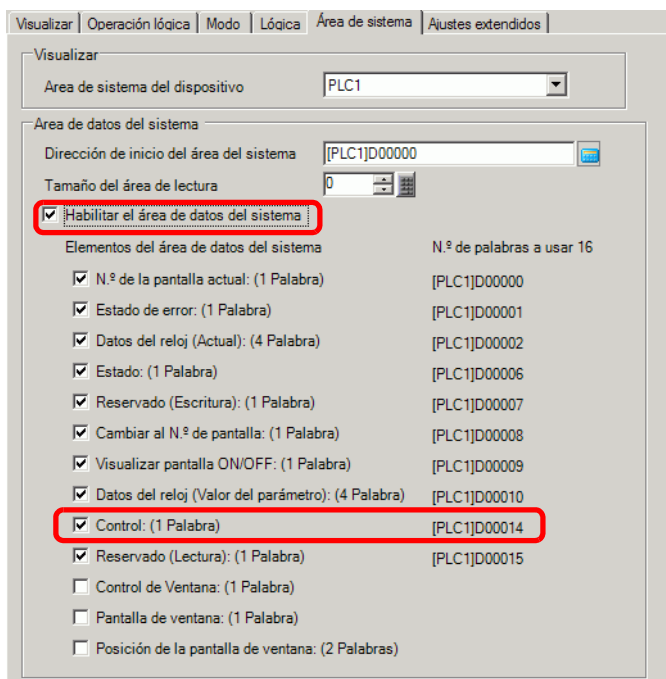 Visualizar | Operación lógica | Modo | Lógica | Área de sistema | Ajustes extendidos
Visualizar
Area de sistema del dispositivo PLC1
Area de datos del sistema
Dirección de inicio del área del sistema [PLC1]D00000
Tamaño del área de lectura 0
Habilitar el área de datos del sistema
Elementos del área de datos del sistema N.º de palabras a usar 16
N.º de la pantalla actual: (1 Palabra) [PLC1]D00000
Estado de error: (1 Palabra) [PLC1]D00001
Datos del reloj (Actual): (4 Palabra) [PLC1]D00002
Estado: (1 Palabra) [PLC1]D00006
Reservado (Escritura): (1 Palabra) [PLC1]D00007
Cambiar al N.º de pantalla: (1 Palabra) [PLC1]D00008
Visualizar pantalla ON/OFF: (1 Palabra) [PLC1]D00009
Datos del reloj (Valor del parámetro): (4 Palabra) [PLC1]D00010
Control: (1 Palabra) [PLC1]D00014
Reservado (Lectura): (1 Palabra) [PLC1]D00015
Control de Ventana: (1 Palabra)
Pantalla de ventana: (1 Palabra)
Posición de la pantalla de ventana: (2 Palabras)